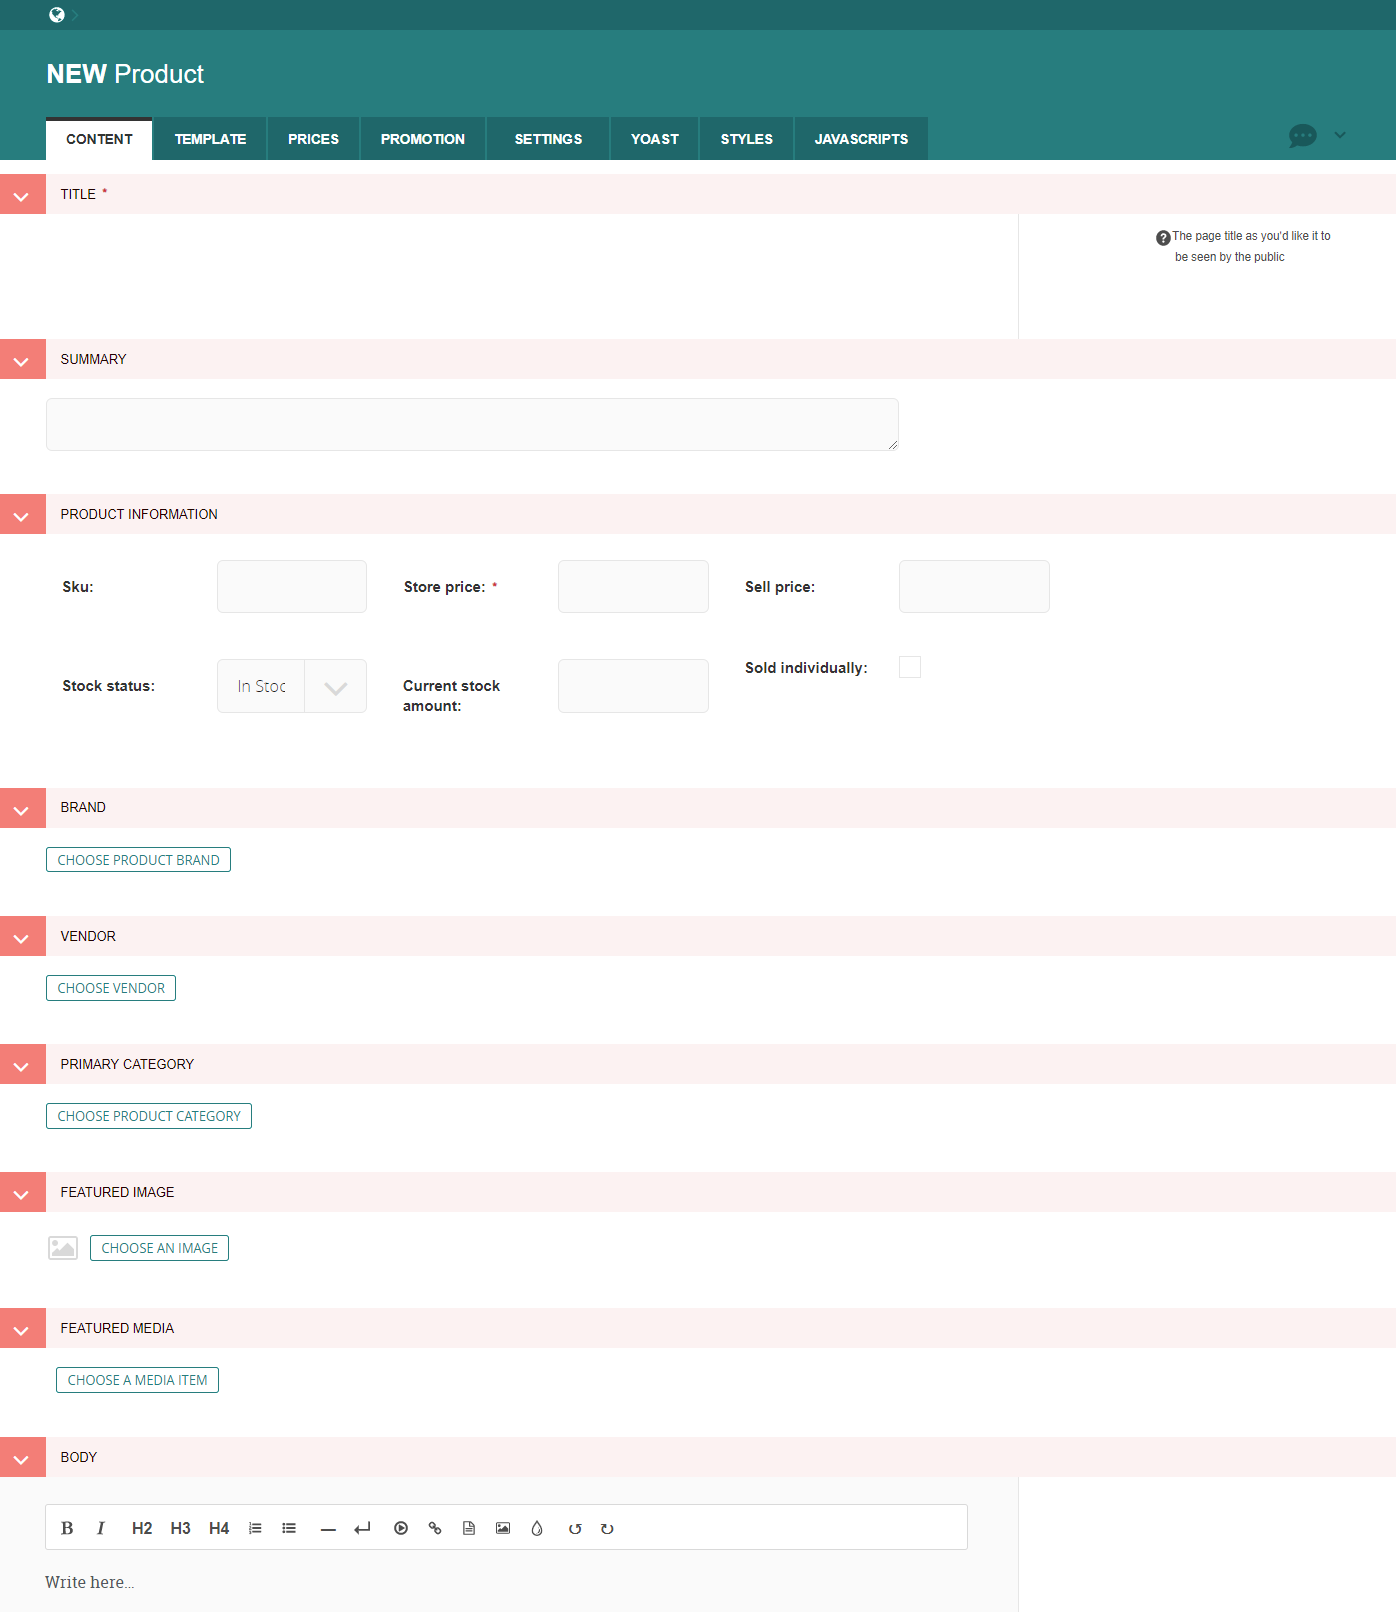 NEW Product
CONTENT TEMPLATE PRICES PROMOTION SETTINGS YOAST STYLES JAVASCRIPTS
TITLE *
The page title as you'd like it to
be seen by the public
SUMMARY
PRODUCT INFORMATION
Sku: Store price: * Sell price:
Stock status: In Stoc Current stock
amount: Sold individually:
BRAND
CHOOSE PRODUCT BRAND
VENDOR
CHOOSE VENDOR
PRIMARY CATEGORY
CHOOSE PRODUCT CATEGORY
FEATURED IMAGE
CHOOSE AN IMAGE
FEATURED MEDIA
CHOOSE A MEDIA ITEM
BODY
B I H2 H3 H4
Write here...